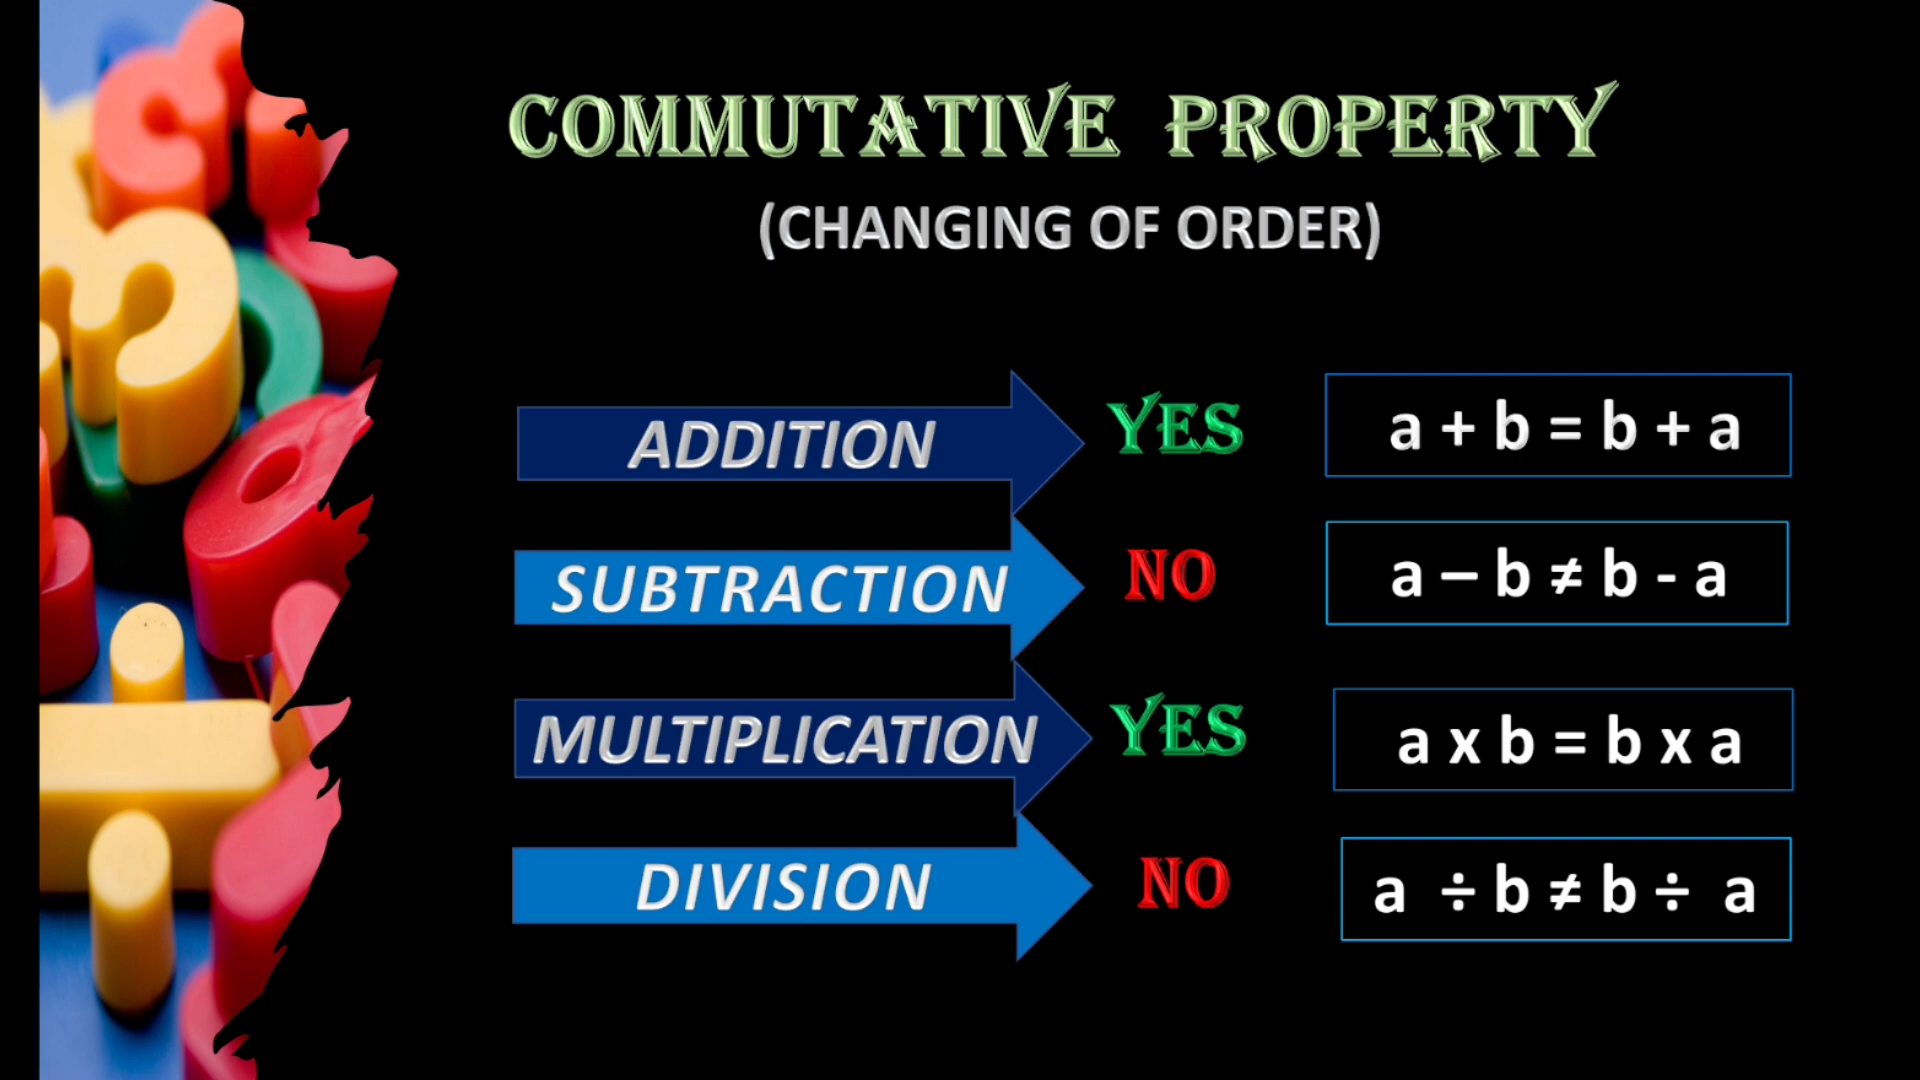 COMMUTATIVE PROPERTY
(CHANGING OF ORDER)
ADDITION YES a + b = b + a
SUBTRACTION NO a – b ≠ b - a
MULTIPLICATION YES a x b = b x a
DIVISION NO a ÷ b ≠ b ÷ a